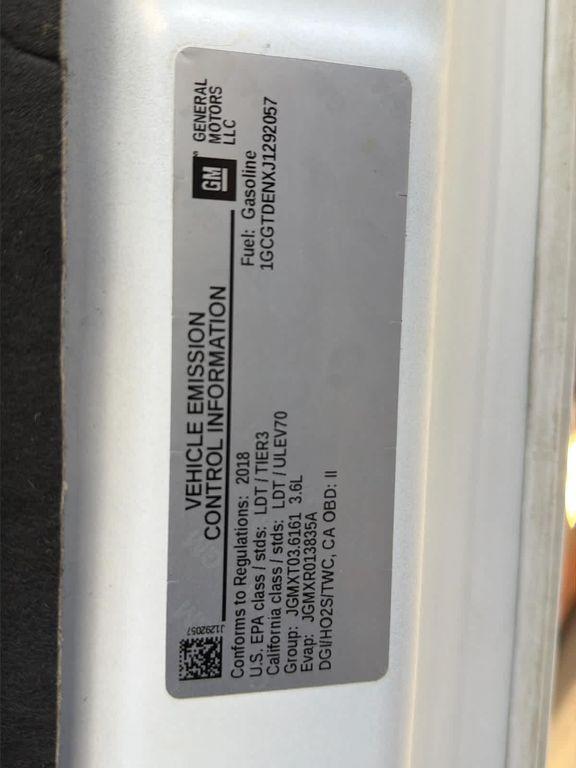 VEHICLE EMISSION
CONTROL INFORMATION
GM
GENERAL
MOTORS
LLC
J1292057
Conforms to Regulations: 2018
U.S. EPA class / stds: LDT / TIER3
California class / stds: LDT / ULEV70
Group: JGMXT03.6161 3.6L
Evap: JGMXR013835A
DGI/HO2S/TWC, CA OBD: II
Fuel: Gasoline
1GCGTDENXJ1292057